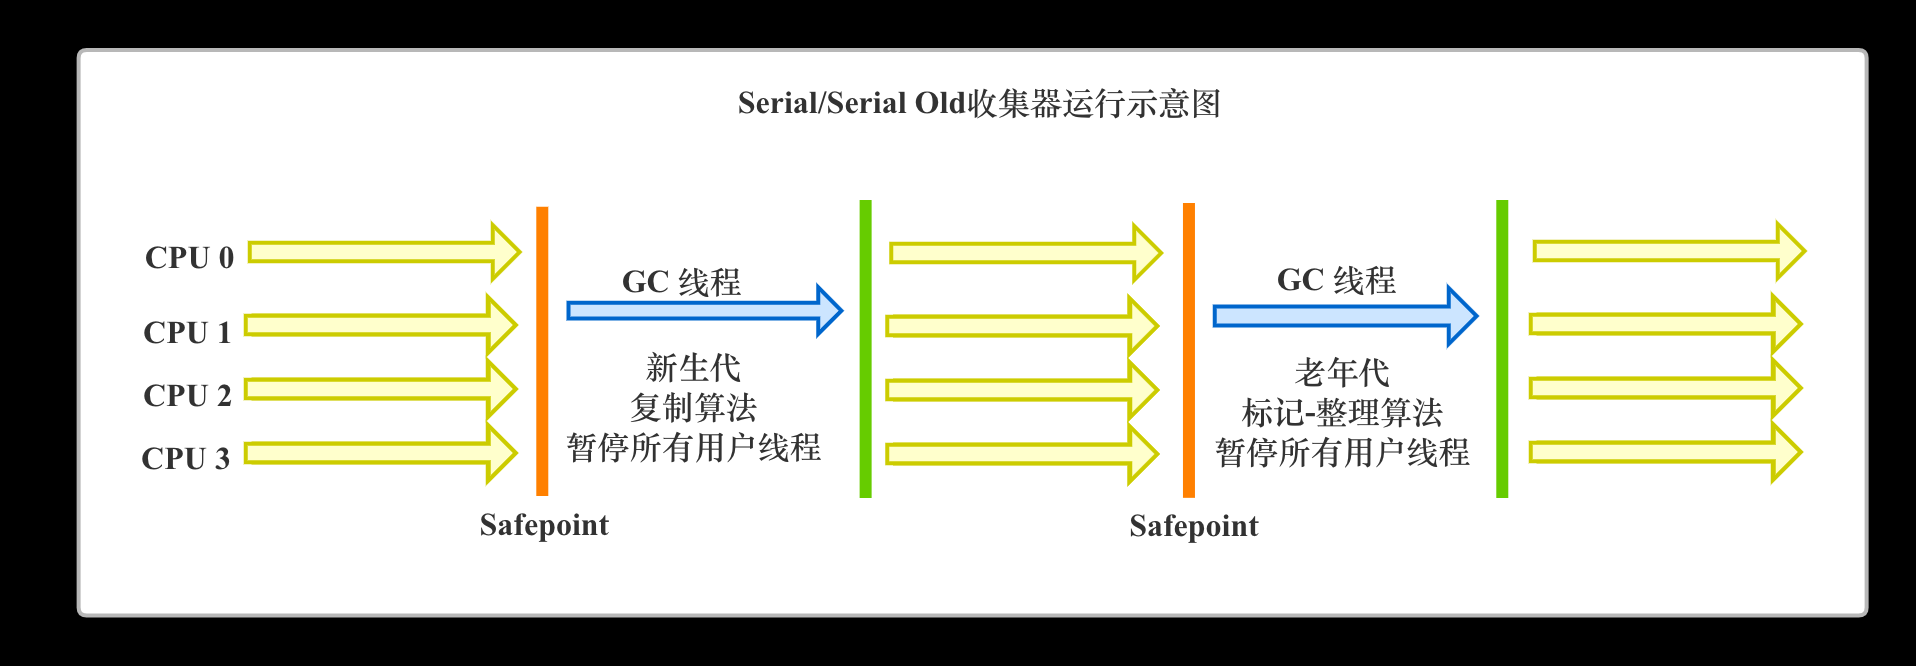 Serial/Serial Old收集器运行示意图
CPU 0
CPU 1
CPU 2
CPU 3
GC 线程
新生代
复制算法
暂停所有用户线程
GC 线程
老年代
标记-整理算法
暂停所有用户线程
Safepoint
Safepoint